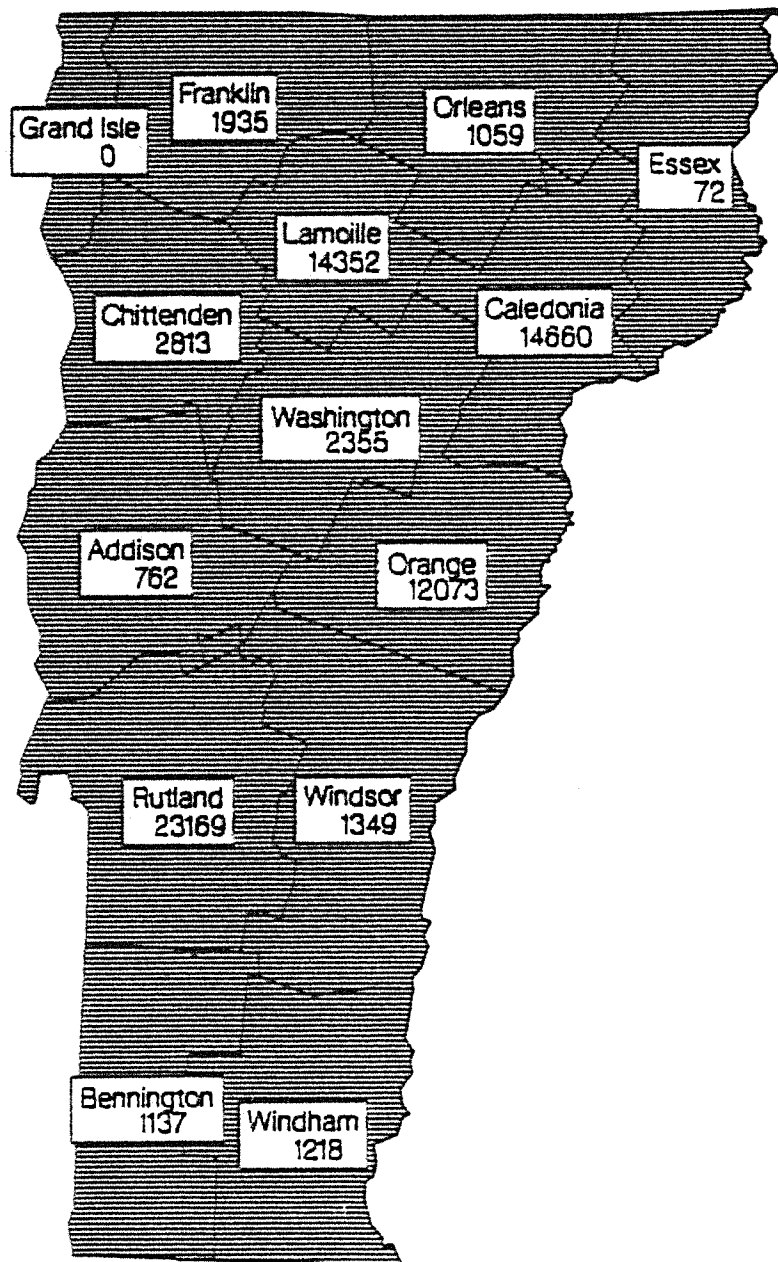 Franklin
1935
Orleans
1059
Grand Isle
0
Essex
72
Lamoille
14352
Chittenden
2813
Caledonia
14660
Washington
2355
Addison
762
Orange
12073
Rutland
23169
Windsor
1349
Bennington
1137
Windham
1218